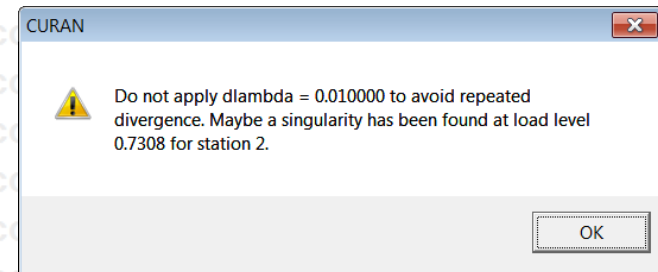 CURAN
Do not apply dlambda = 0.010000 to avoid repeated
divergence. Maybe a singularity has been found at load level
0.7308 for station 2.
OK